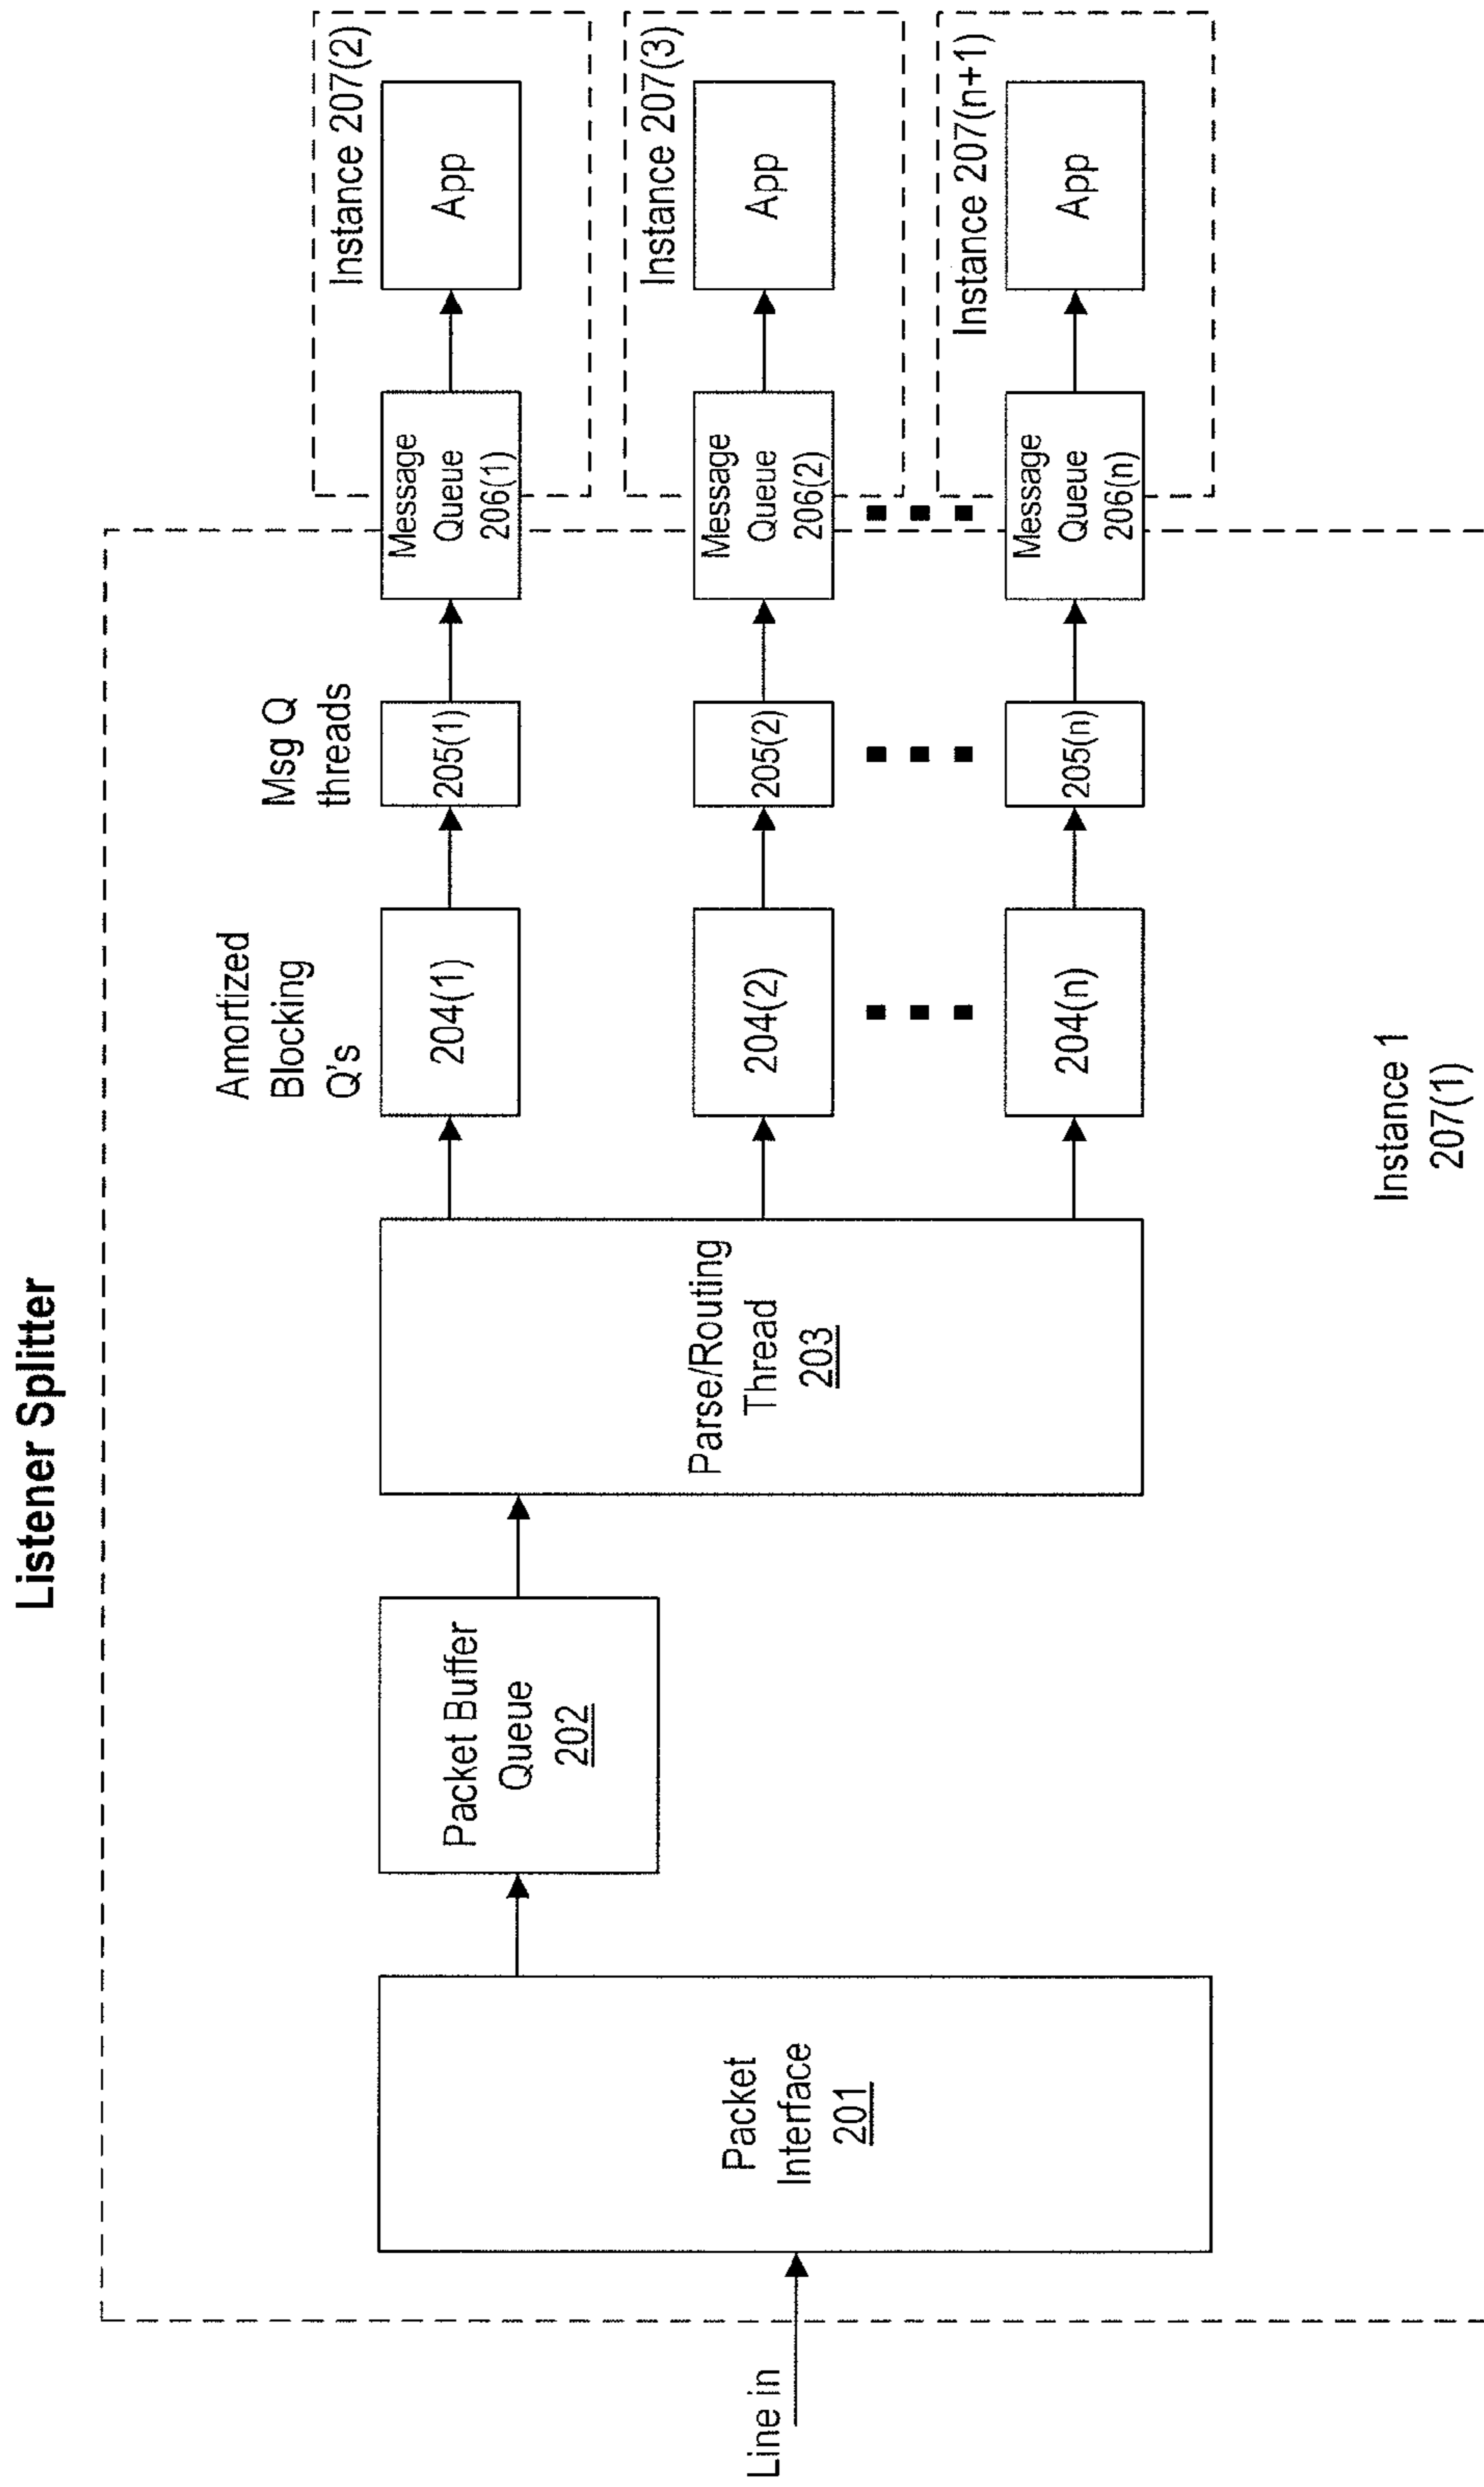 Listener Splitter
Line in
Packet
Interface
201
Packet Buffer
Queue
202
Parse/Routing
Thread
203
Amortized
Blocking
Q's
204(1)
204(2)
204(n)
Msg Q
threads
205(1)
205(2)
205(n)
Message
Queue
206(1)
Message
Queue
206(2)
Message
Queue
206(n)
Instance 207(2)
App
Instance 207(3)
App
Instance 207(n+1)
App
Instance 1
207(1)